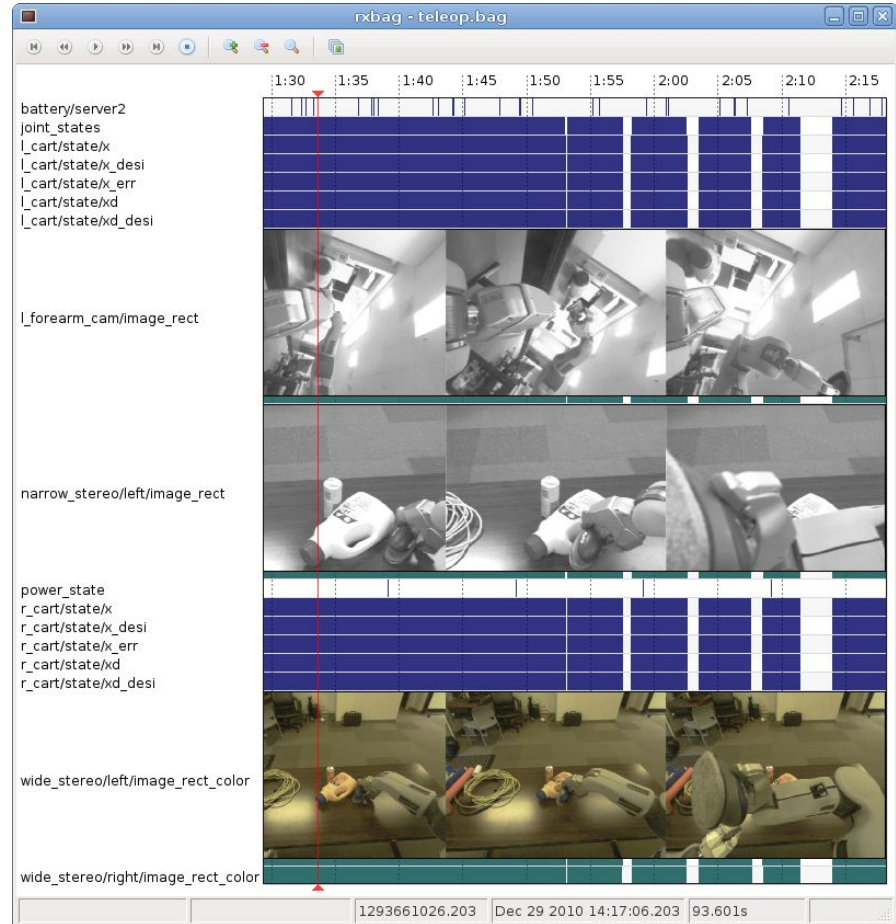 rxbag - teleop.bag
1:30 1:35 1:40 1:45 1:50 1:55 2:00 2:05 2:10 2:15
battery/server2
joint_states
l_cart/state/x
l_cart/state/x_desi
l_cart/state/x_err
l_cart/state/xd
l_cart/state/xd_desi
l_forearm_cam/image_rect
narrow_stereo/left/image_rect
power_state
r_cart/state/x
r_cart/state/x_desi
r_cart/state/x_err
r_cart/state/xd
r_cart/state/xd_desi
wide_stereo/left/image_rect_color
wide_stereo/right/image_rect_color
1293661026.203 Dec 29 2010 14:17:06.203 93.601s